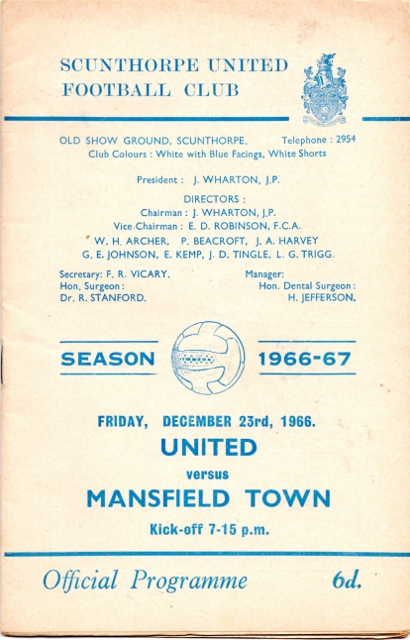 SCUNTHORPE UNITED
FOOTBALL CLUB
OLD SHOW GROUND, SCUNTHORPE. Telephone : 2954
Club Colours : White with Blue Facings, White Shorts
President : J. WHARTON, J.P.
DIRECTORS :
Chairman : J. WHARTON, J.P.
Vice-Chairman : E. D. ROBINSON, F.C.A.
W. H. ARCHER, P. BEACROFT, J. A. HARVEY
G. E. JOHNSON, E. KEMP, J. D. TINGLE, L. G. TRIGG.
Secretary: F. R. VICARY. Manager:
Hon, Surgeon : Hon. Dental Surgeon :
Dr. R. STANFORD. H. JEFFERSON.
SEASON 1966-67
FRIDAY, DECEMBER 23rd, 1966.
UNITED
versus
MANSFIELD TOWN
Kick-off 7-15 p.m.
Official Programme 6d.